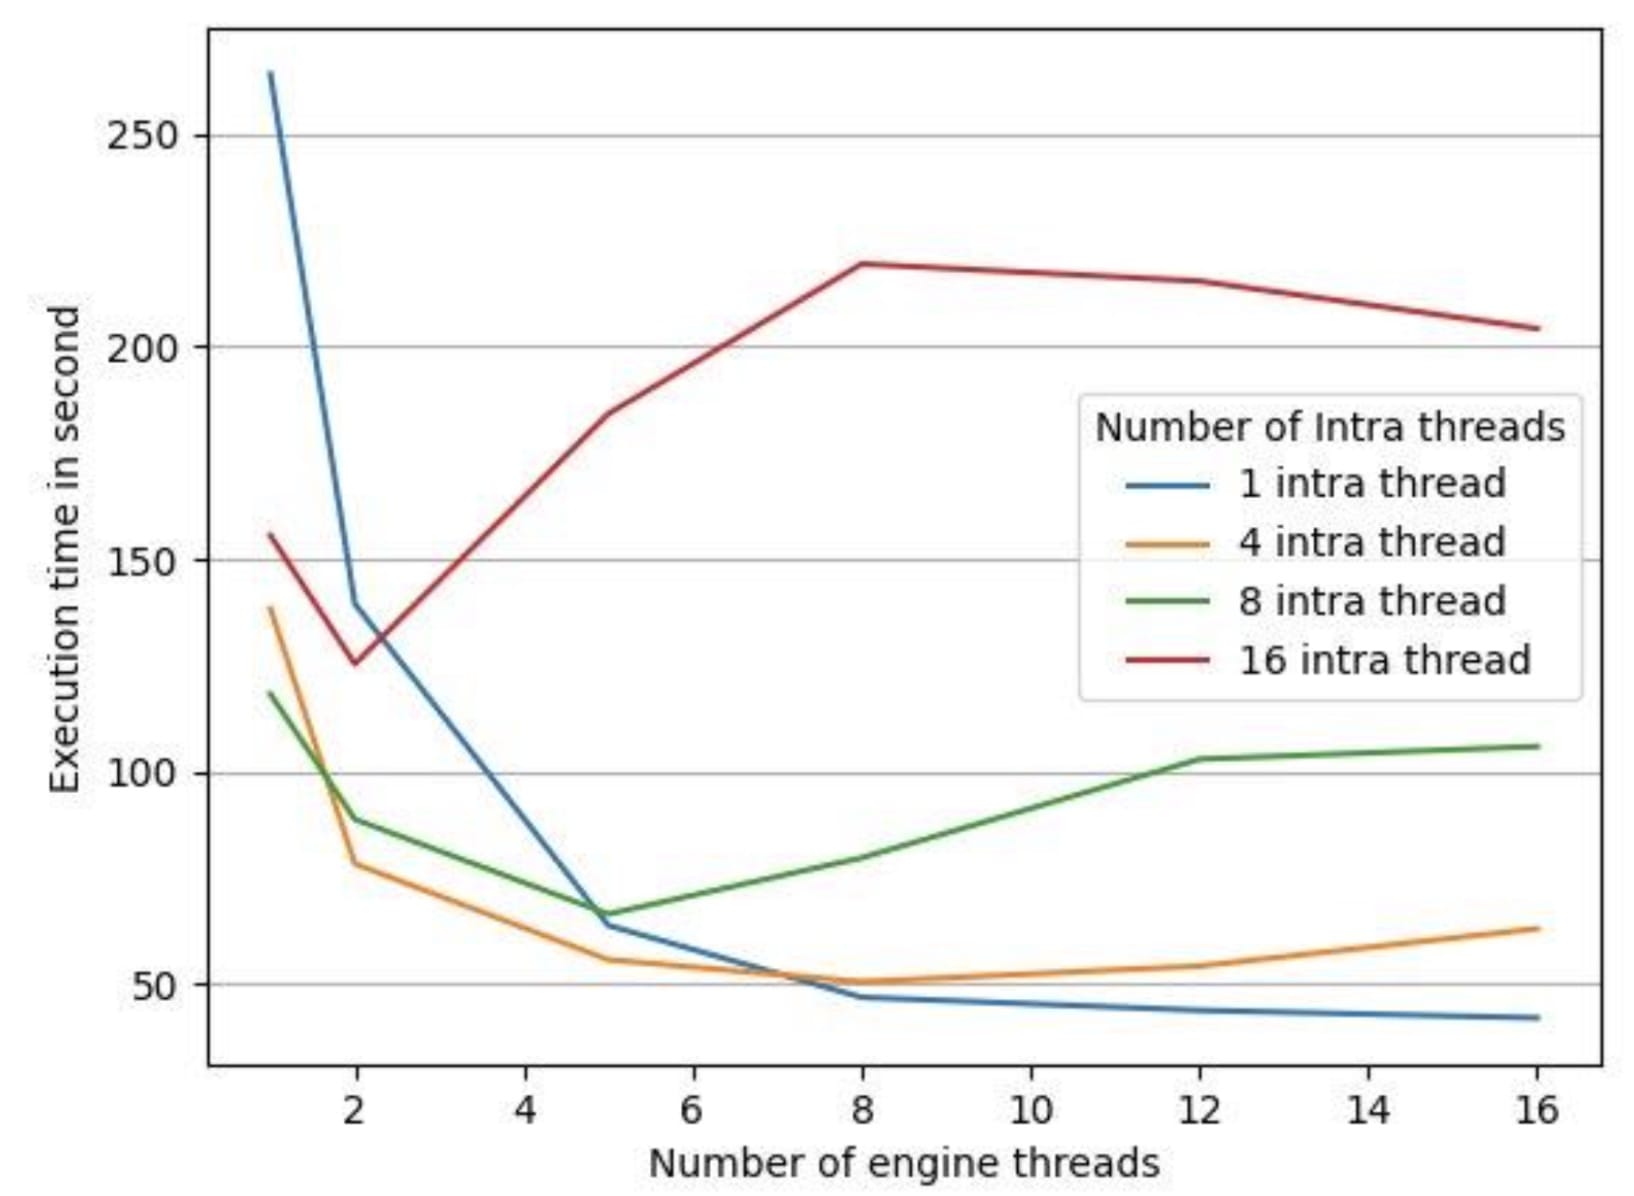 250
200
150
100
50
Execution time in second
Number of Intra threads
1 intra thread
4 intra thread
8 intra thread
16 intra thread
2 4 6 8 10 12 14 16
Number of engine threads